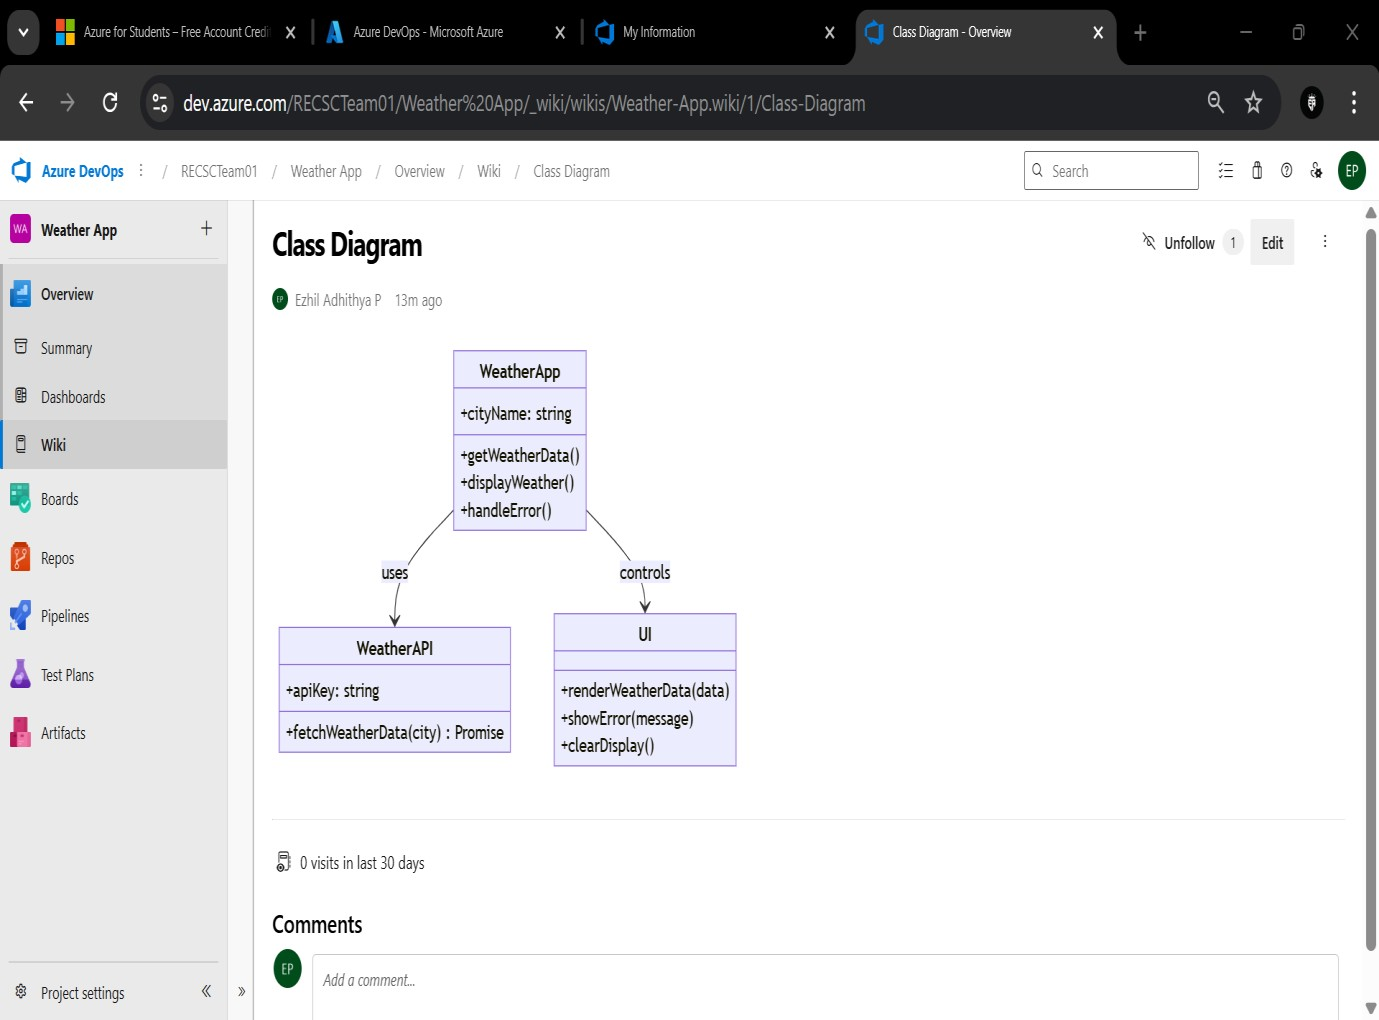 Azure for Students – Free Account Credi
Azure DevOps - Microsoft Azure
My Information
Class Diagram - Overview
dev.azure.com/RECSCTeam01/Weather%20App/_wiki/wikis/Weather-App.wiki/1/Class-Diagram
Azure DevOps / RECSCTeam01 / Weather App / Overview / Wiki / Class Diagram
Search
EP
WA Weather App
Overview
Summary
Dashboards
Wiki
Boards
Repos
Pipelines
Test Plans
Artifacts
Project settings
Class Diagram
Unfollow 1 Edit
EP Ezhil Adhithya P 13m ago
WeatherApp
+cityName: string
+getWeatherData()
+displayWeather()
+handleError()
uses
controls
WeatherAPI
+apiKey: string
+fetchWeatherData(city) : Promise
UI
+renderWeatherData(data)
+showError(message)
+clearDisplay()
0 visits in last 30 days
Comments
EP
Add a comment...